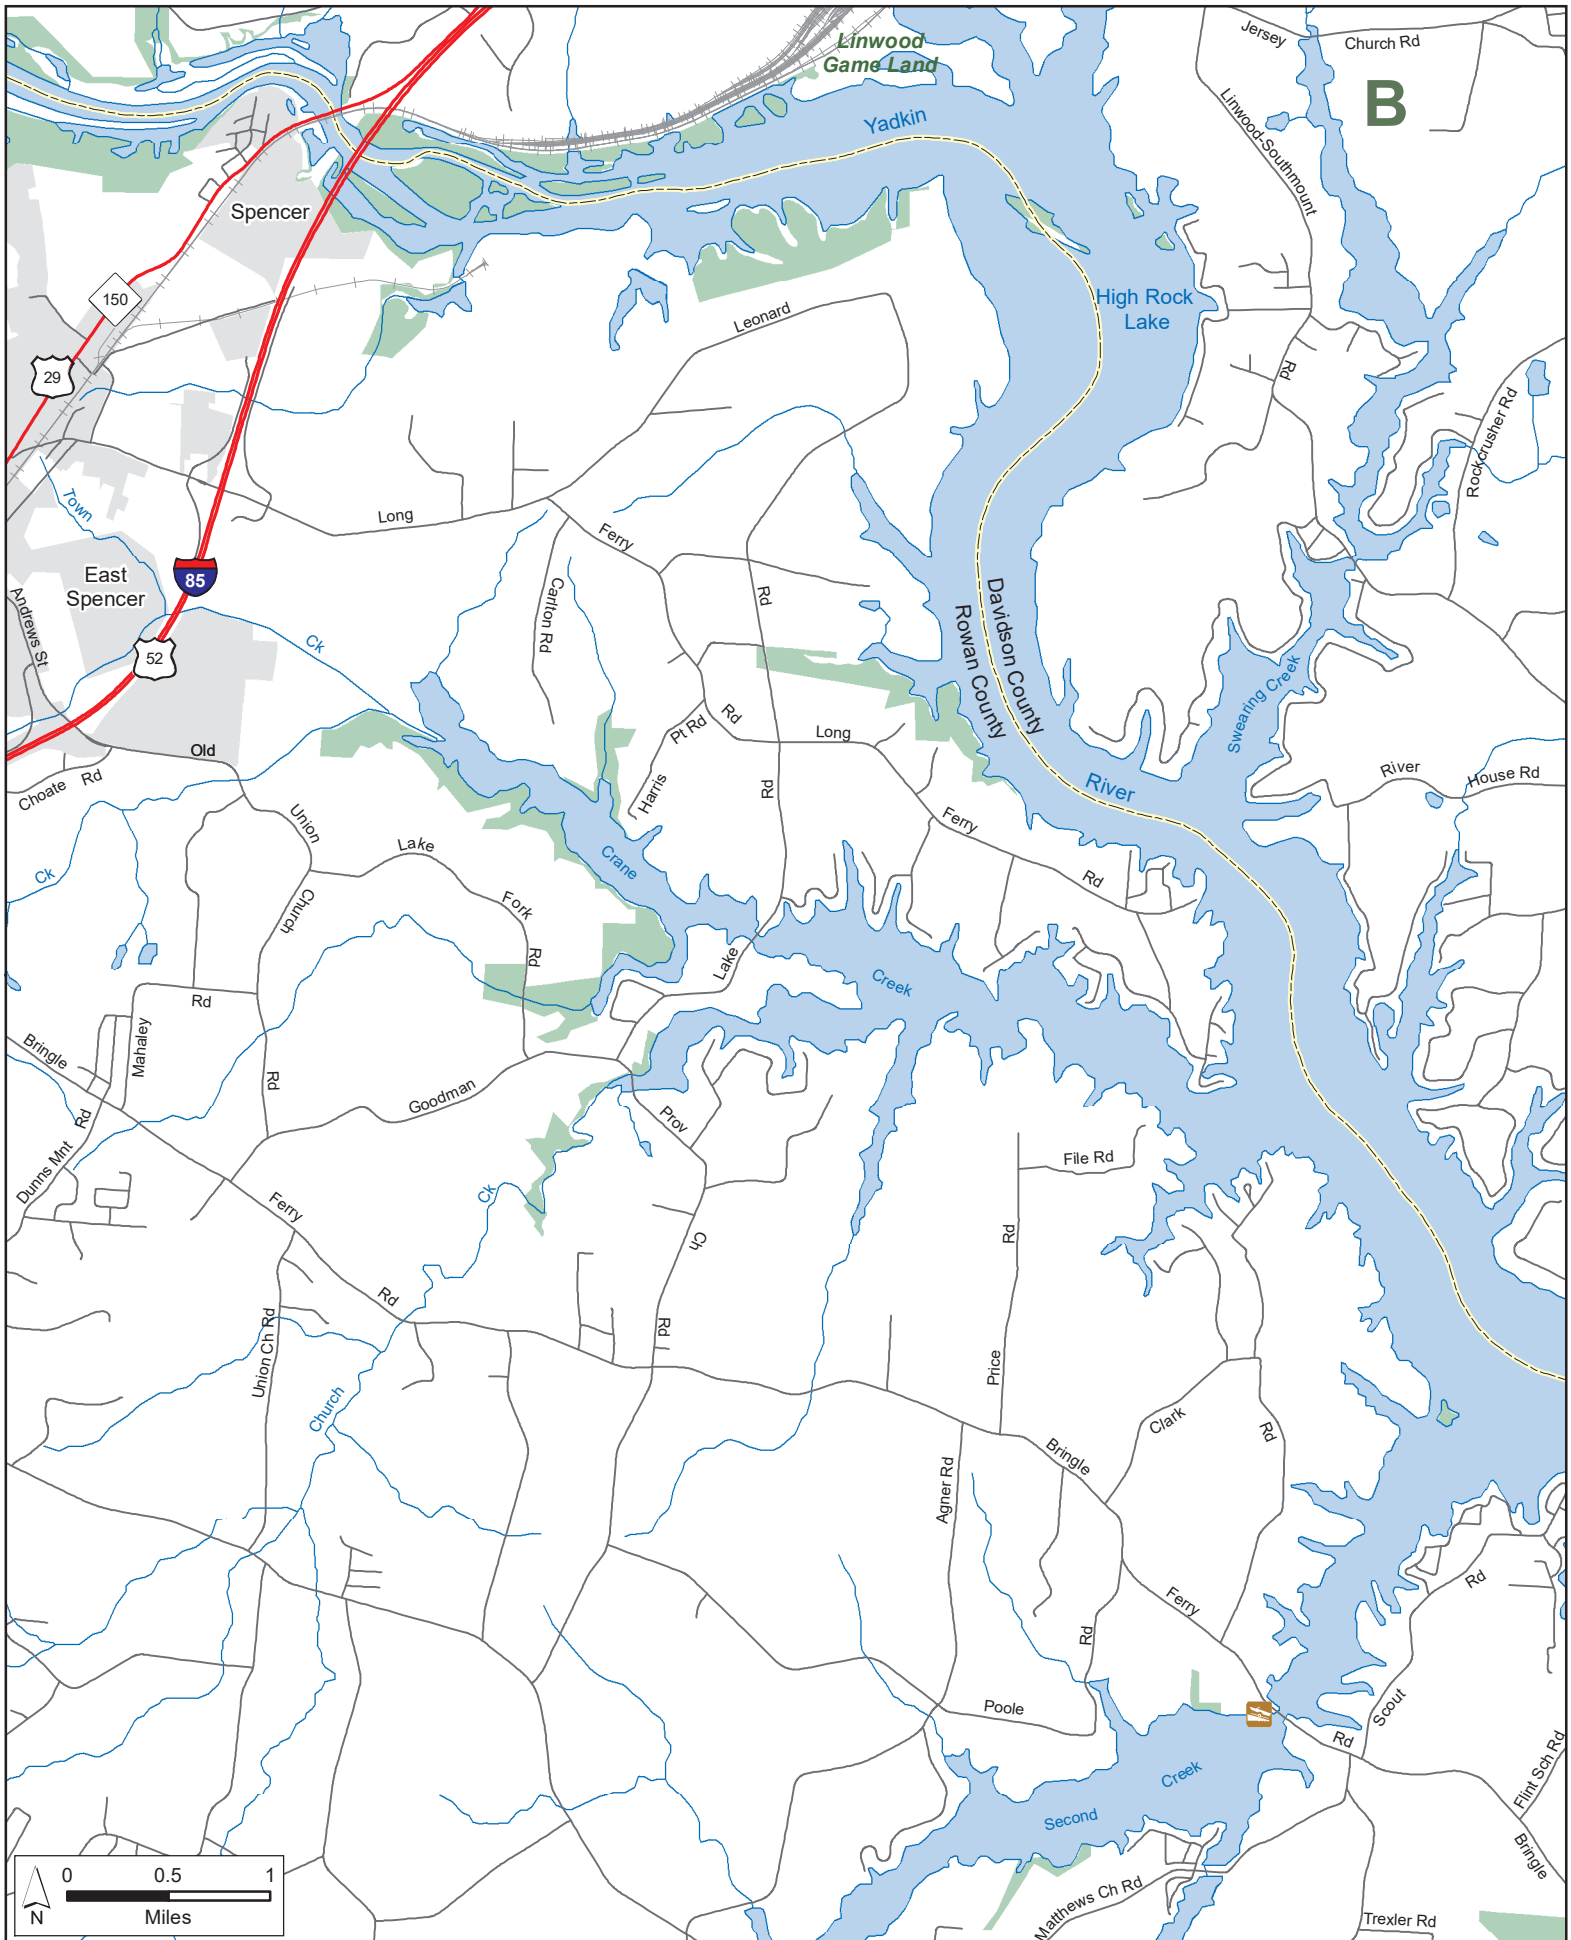 Linwood
Game Land
Jersey
Church Rd
B
Linwood-Southmount
Rd
Yadkin
Spencer
150
29
High Rock
Lake
Leonard
Rockcrusher Rd
Town
Long
Ferry
Rd
85
East
Spencer
52
Andrews St
Ck
Carlton Rd
Davidson County
Rowan County
Swearing Creek
Old
Choate Rd
Pt Rd
Harris
Rd
Long
Rd
River
River
House Rd
Ferry
Rd
Union
Church
Lake
Fork
Rd
Crane
Ck
Lake
Creek
Rd
Mahaley
Bringle
Rd
Rd
Goodman
Prov
File Rd
Dunns Mnt
Ck
Ferry
Ch
Rd
Rd
Rd
Union Ch Rd
Price
Church
Clark
Rd
Bringle
Agner Rd
Ferry
Rd
Rd
Poole
Scout
Rd
Flint Sch Rd
Creek
Second
Bringle
Matthews Ch Rd
Trexler Rd
0 0.5 1
Miles
N